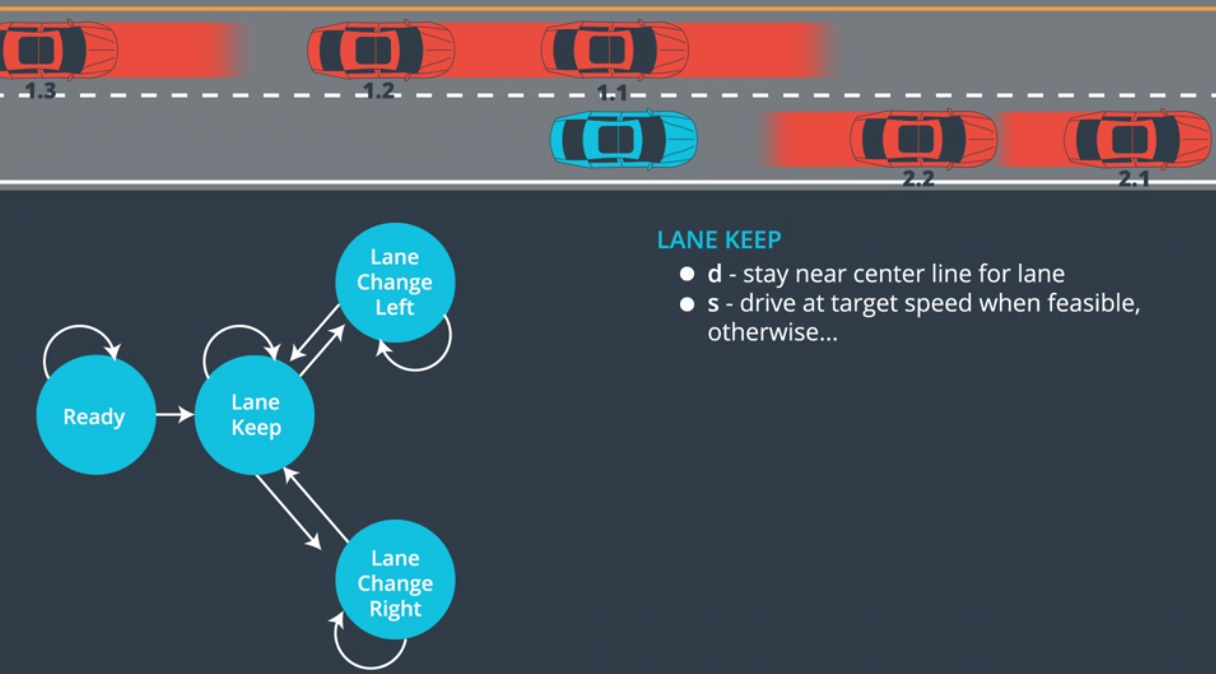 1.3
1.2
1.1
2.2
2.1
LANE KEEP
● d - stay near center line for lane
● s - drive at target speed when feasible,
otherwise...
Lane
Change
Left
Ready
Lane
Keep
Lane
Change
Right